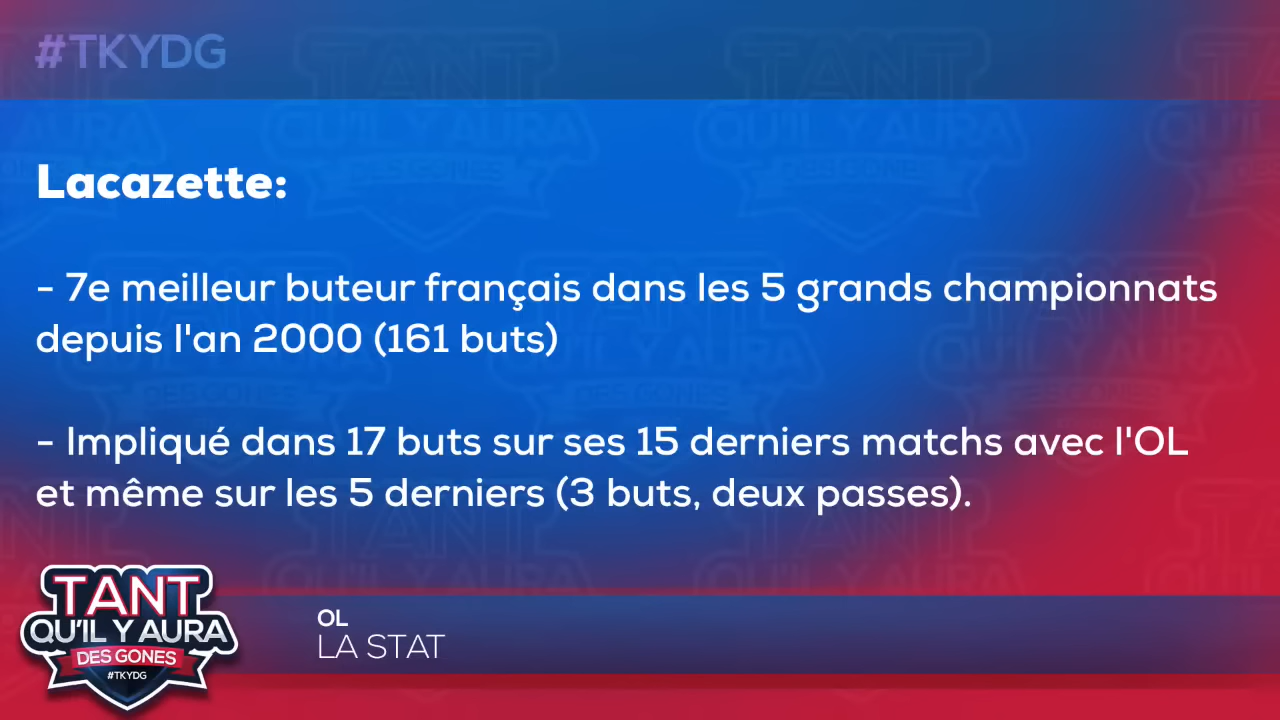 #TKYDG
Lacazette:
- 7e meilleur buteur français dans les 5 grands championnats
depuis l'an 2000 (161 buts)
- Impliqué dans 17 buts sur ses 15 derniers matchs avec l'OL
et même sur les 5 derniers (3 buts, deux passes).
TANT
QU'IL Y AURA
DES GONES
#TKYDG
OL
LA STAT